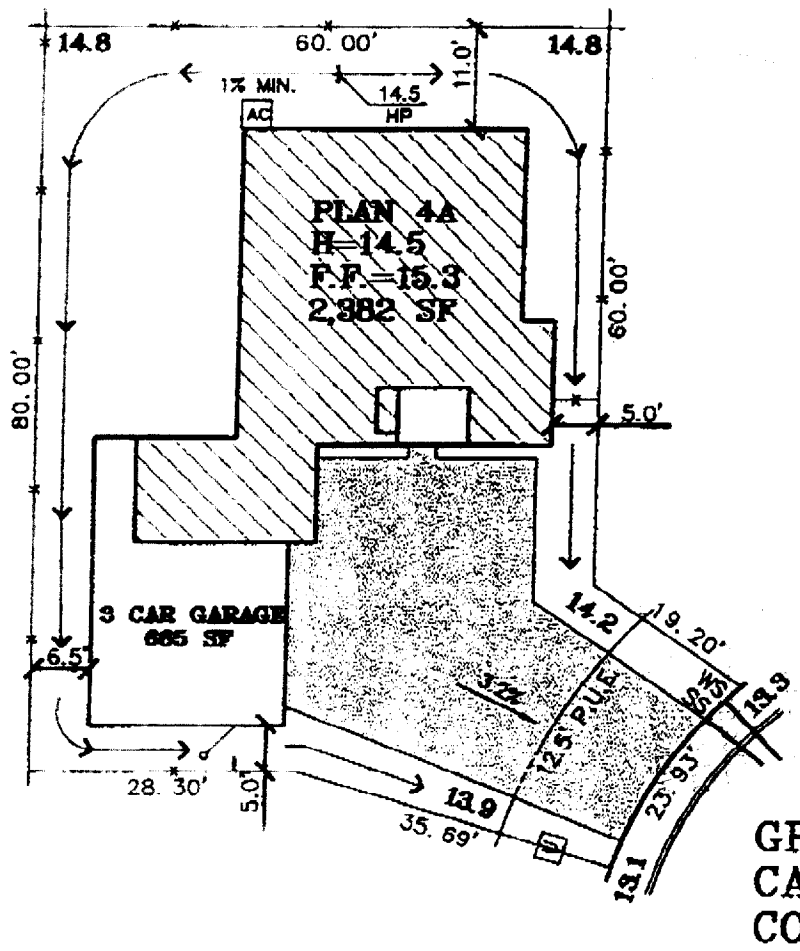 14.8
60.00'
14.8
11.0'
1% MIN.
14.5
HP
AC
PLAN 4A
H=14.5
F.F.=15.3
2,382 SF
60.00'
80.00'
5.0'
3 CAR GARAGE
665 SF
6.5'
14.2
19.20'
3.2%
12.5' P.U.E.
13.3
28.30'
5.0'
13.9
35.69'
23.93'
13.1
GR
CA
CO